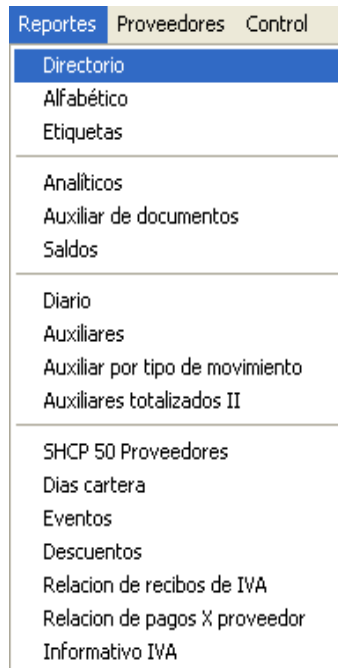 Reportes Proveedores Control
Directorio
Alfabético
Etiquetas
Analíticos
Auxiliar de documentos
Saldos
Diario
Auxiliares
Auxiliar por tipo de movimiento
Auxiliares totalizados II
SHCP 50 Proveedores
Dias cartera
Eventos
Descuentos
Relacion de recibos de IVA
Relacion de pagos X proveedor
Informativo IVA